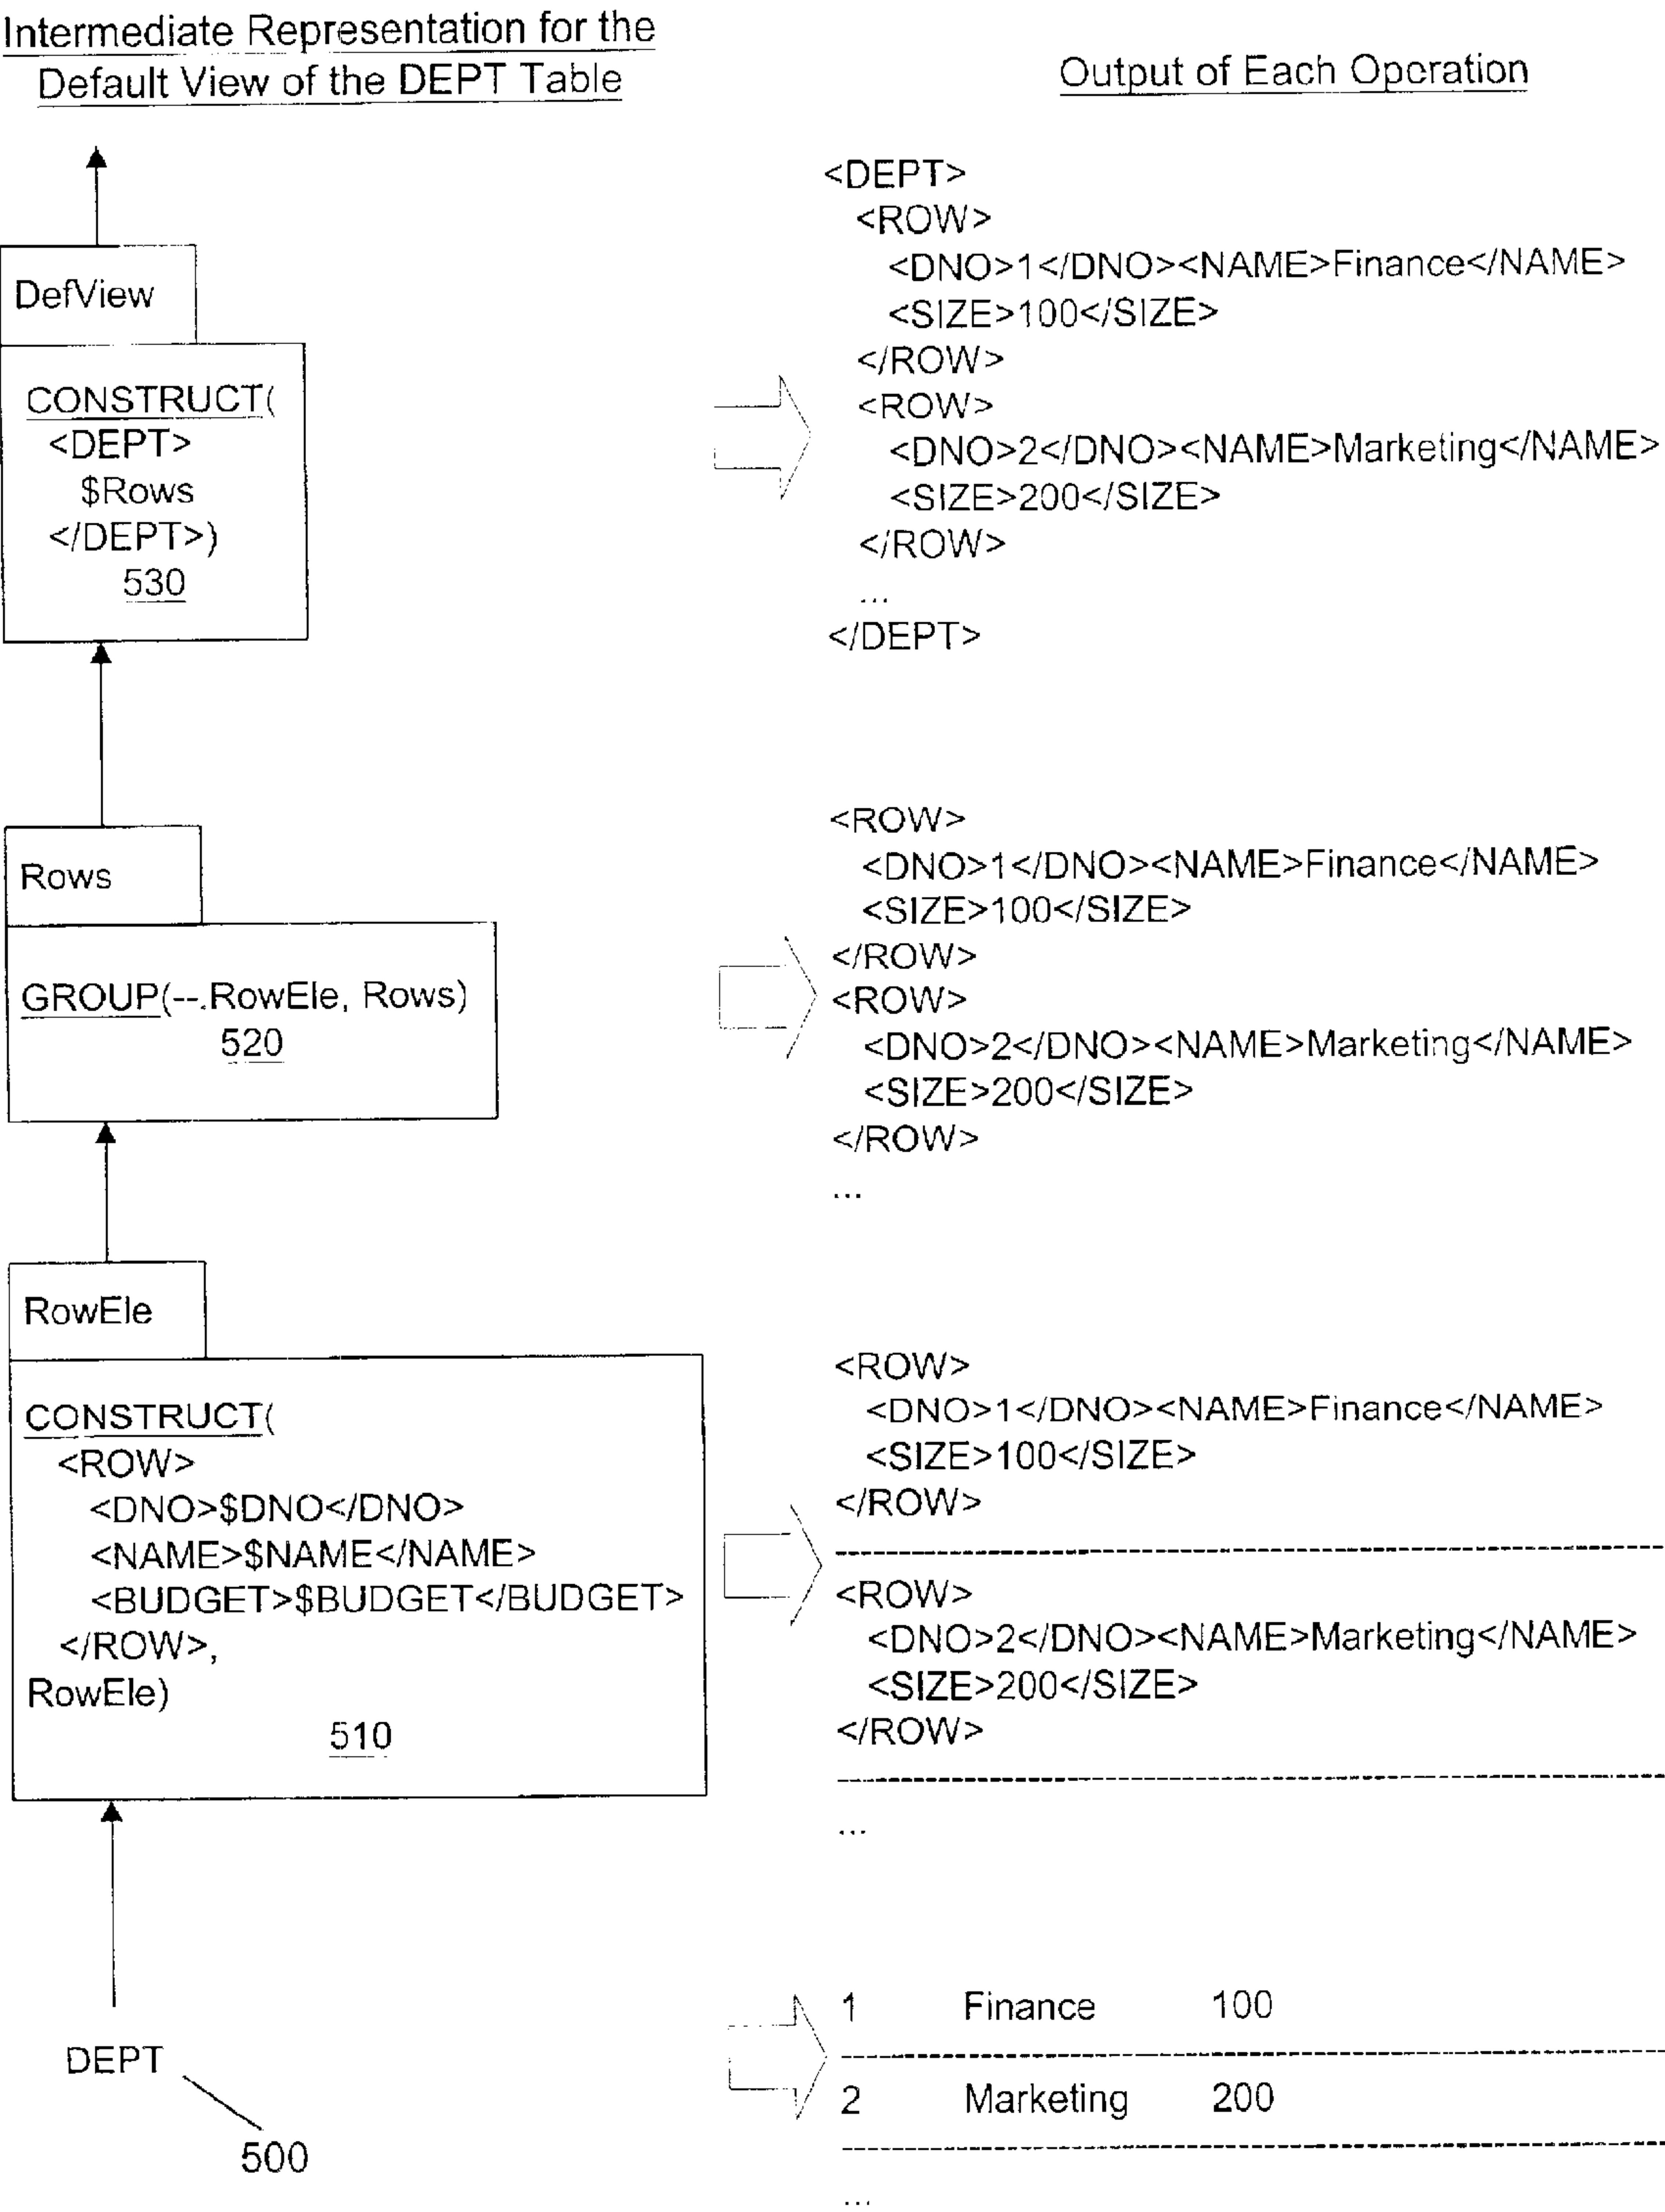 Intermediate Representation for the
Default View of the DEPT Table
Output of Each Operation
DefView
CONSTRUCT(
<DEPT>
$Rows
</DEPT>)
530
<DEPT>
<ROW>
<DNO>1</DNO><NAME>Finance</NAME>
<SIZE>100</SIZE>
</ROW>
<ROW>
<DNO>2</DNO><NAME>Marketing</NAME>
<SIZE>200</SIZE>
</ROW>
...
</DEPT>
Rows
GROUP(--.RowEle, Rows)
520
<ROW>
<DNO>1</DNO><NAME>Finance</NAME>
<SIZE>100</SIZE>
</ROW>
<ROW>
<DNO>2</DNO><NAME>Marketing</NAME>
<SIZE>200</SIZE>
</ROW>
...
RowEle
CONSTRUCT(
<ROW>
<DNO>$DNO</DNO>
<NAME>$NAME</NAME>
<BUDGET>$BUDGET</BUDGET>
</ROW>,
RowEle)
510
<ROW>
<DNO>1</DNO><NAME>Finance</NAME>
<SIZE>100</SIZE>
</ROW>
<ROW>
<DNO>2</DNO><NAME>Marketing</NAME>
<SIZE>200</SIZE>
</ROW>
...
DEPT
500
1 Finance 100
2 Marketing 200
...